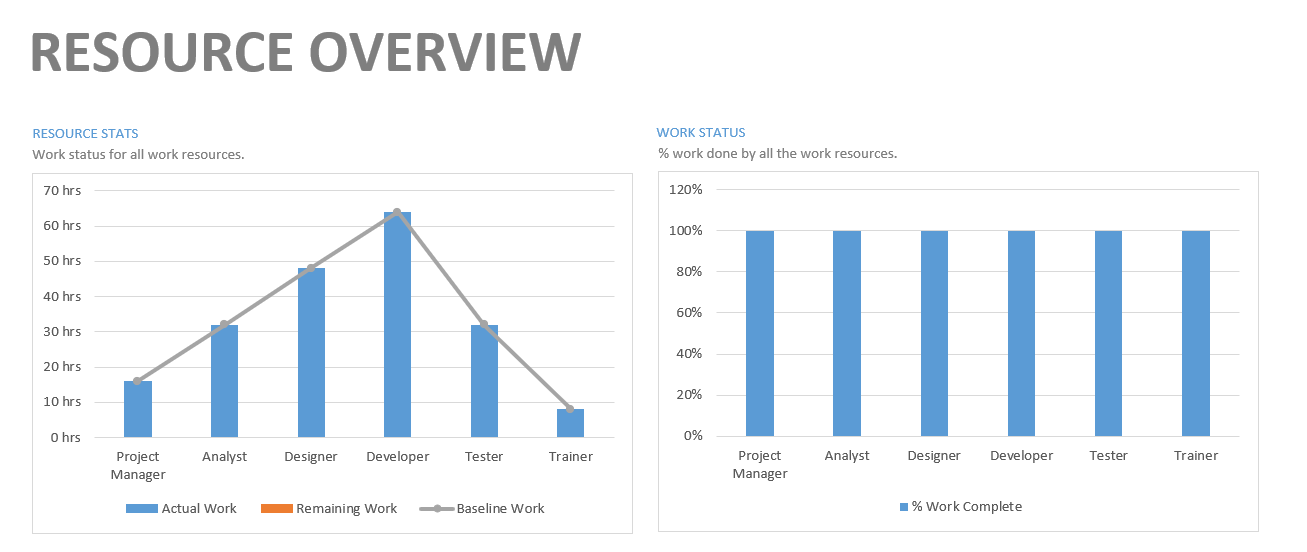 RESOURCE OVERVIEW
RESOURCE STATS
Work status for all work resources.
70 hrs
60 hrs
50 hrs
40 hrs
30 hrs
20 hrs
10 hrs
0 hrs
Project Manager
Analyst
Designer
Developer
Tester
Trainer
Actual Work
Remaining Work
Baseline Work
WORK STATUS
% work done by all the work resources.
120%
100%
80%
60%
40%
20%
0%
Project Manager
Analyst
Designer
Developer
Tester
Trainer
% Work Complete